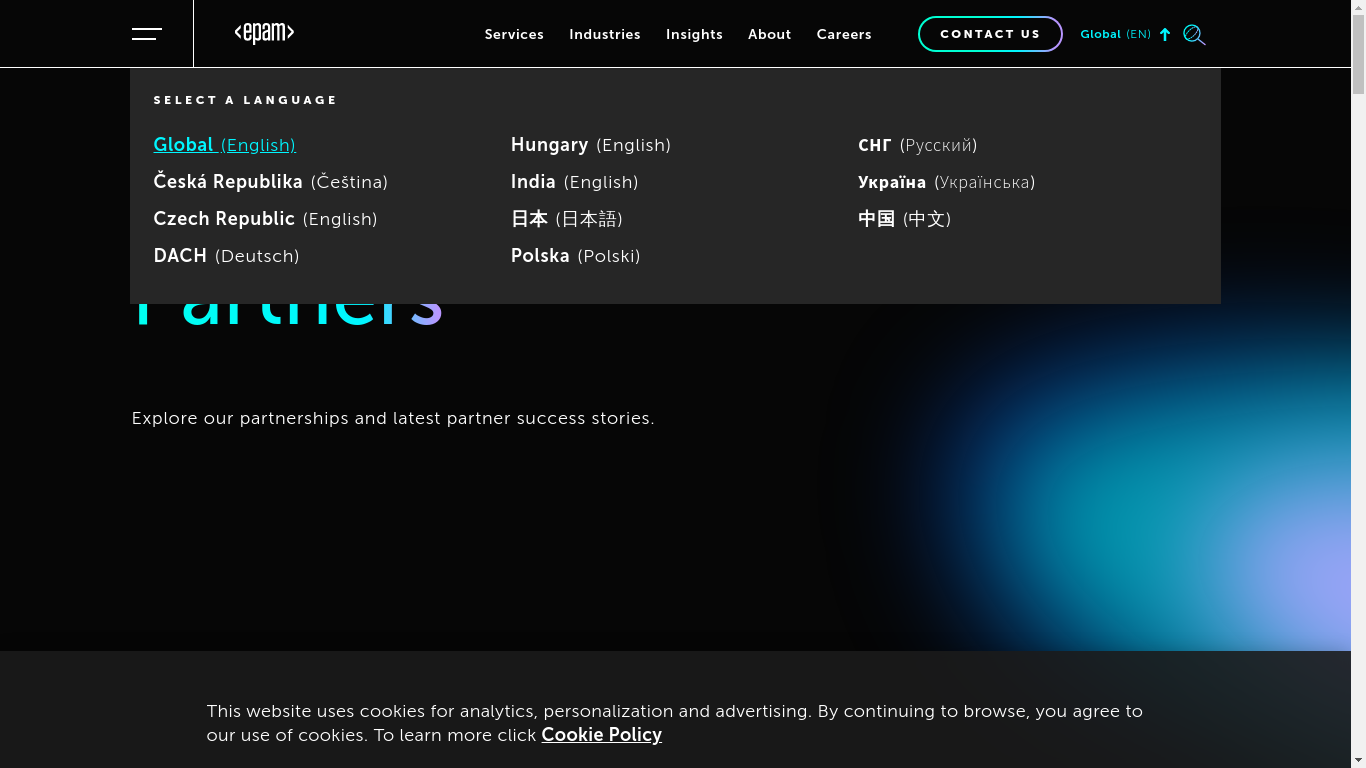 <epam>
Services
Industries
Insights
About
Careers
CONTACT US
Global (EN)
SELECT A LANGUAGE
Global (English)
Česká Republika (Čeština)
Czech Republic (English)
DACH (Deutsch)
Hungary (English)
India (English)
日本 (日本語)
Polska (Polski)
СНГ (Русский)
Україна (Українська)
中国 (中文)
Partners
Explore our partnerships and latest partner success stories.
This website uses cookies for analytics, personalization and advertising. By continuing to browse, you agree to
our use of cookies. To learn more click Cookie Policy